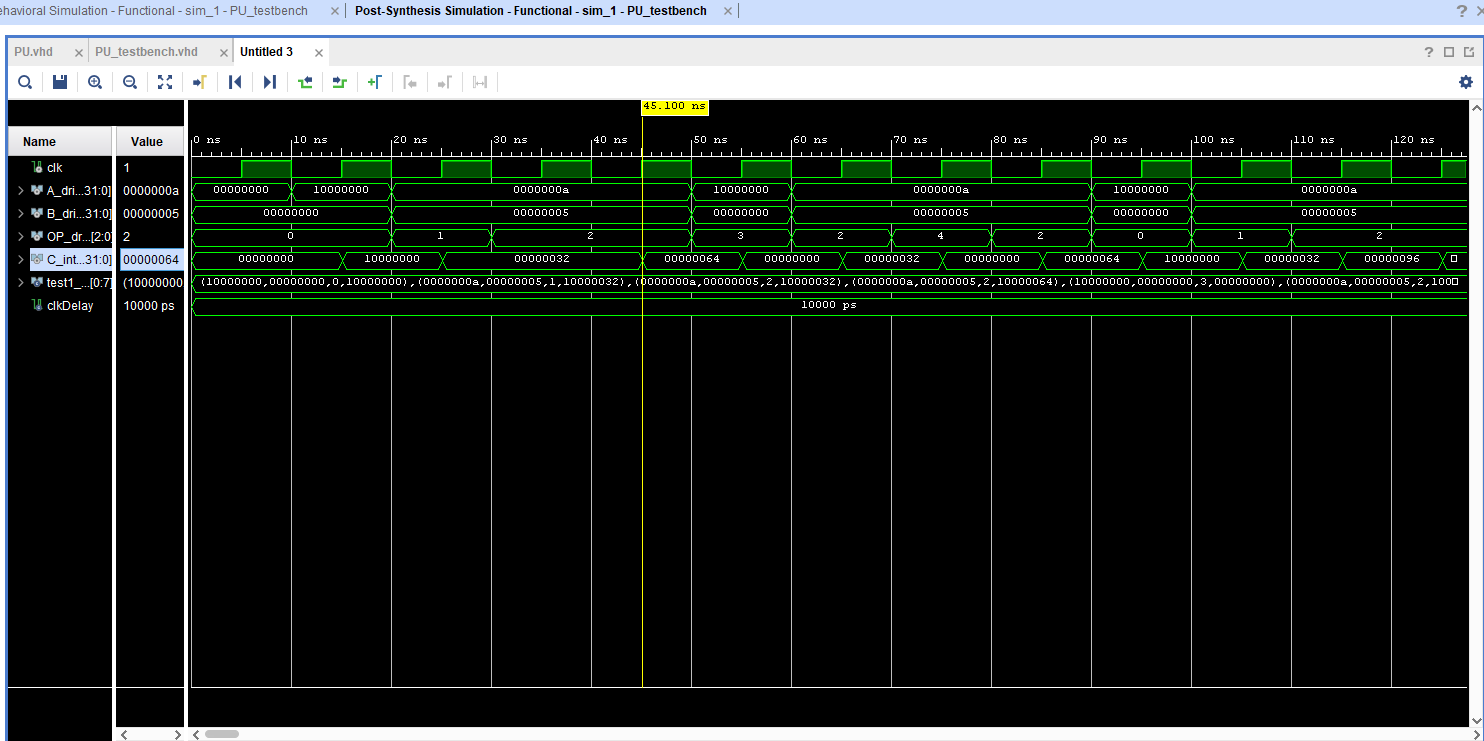 ehavioral Simulation - Functional - sim_1 - PU_testbench × Post-Synthesis Simulation - Functional - sim_1 - PU_testbench × ?
PU.vhd × PU_testbench.vhd × Untitled 3 × ?
45.100 ns
Name Value 0 ns 10 ns 20 ns 30 ns 40 ns 50 ns 60 ns 70 ns 80 ns 90 ns 100 ns 110 ns 120 ns
clk 1
A_dri...31:0] 0000000a 00000000 10000000 0000000a 10000000 0000000a 10000000 0000000a
B_dri...31:0] 00000005 00000000 00000005 00000000 00000005 00000000 00000005
OP_dr...[2:0] 2 0 1 2 3 2 4 2 0 1 2
C_int...31:0] 00000064 00000000 10000000 00000032 00000064 00000000 00000032 00000000 00000064 10000000 00000032 00000096
test1_...[0:7] (10000000 (10000000,00000000,0,10000000),(0000000a,00000005,1,10000032),(0000000a,00000005,2,10000032),(0000000a,00000005,2,10000064),(10000000,00000000,3,00000000),(0000000a,00000005,2,100
clkDelay 10000 ps 10000 ps